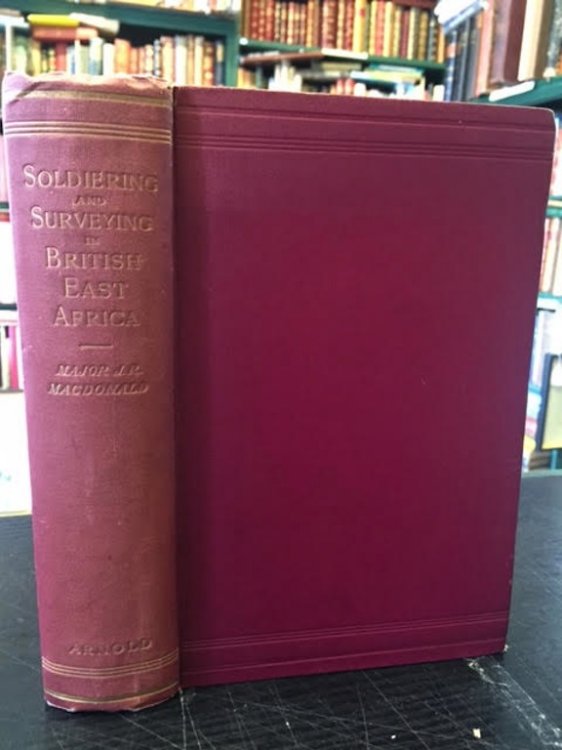 SOLDIERING
AND
SURVEYING
IN
BRITISH
EAST
AFRICA
MAJOR J.R.
MACDONALD
ARNOLD